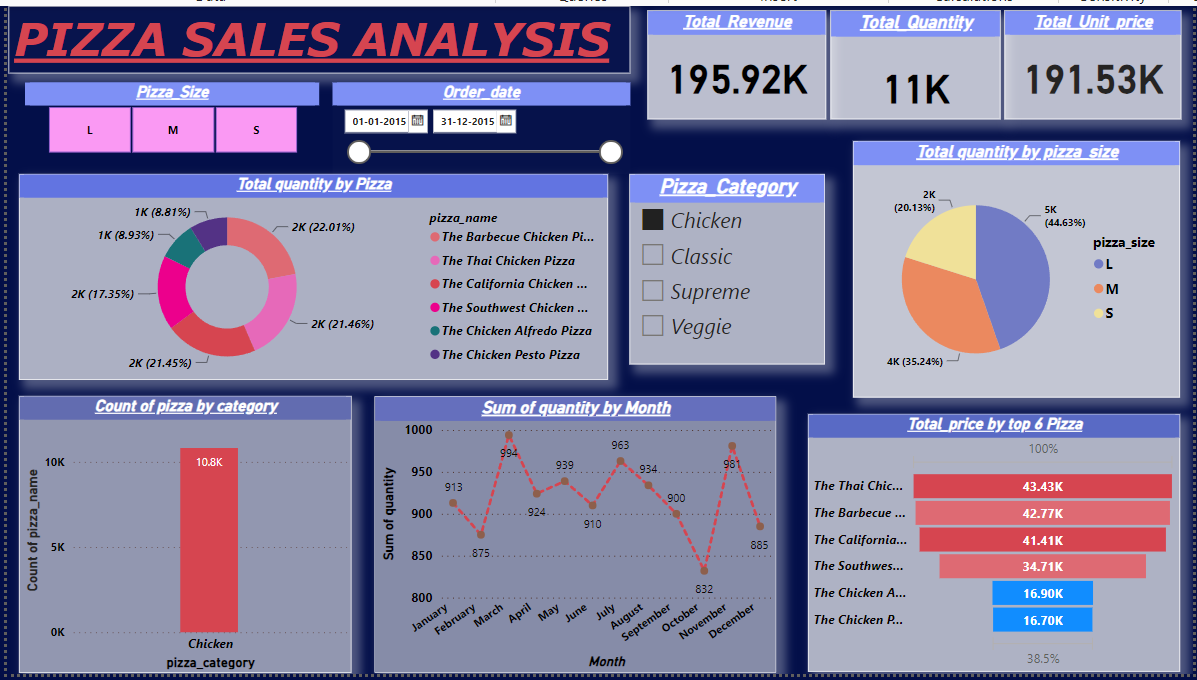 PIZZA SALES ANALYSIS
Total_Revenue
195.92K
Total_Quantity
11K
Total_Unit_price
191.53K
Pizza_Size
L
M
S
Order_date
01-01-2015
31-12-2015
Total quantity by Pizza
1K (8.81%)
1K (8.93%)
2K (17.35%)
2K (21.45%)
2K (22.01%)
2K (21.46%)
pizza_name
The Barbecue Chicken Pi...
The Thai Chicken Pizza
The California Chicken ...
The Southwest Chicken ...
The Chicken Alfredo Pizza
The Chicken Pesto Pizza
Pizza_Category
Chicken
Classic
Supreme
Veggie
Total quantity by pizza_size
2K
(20.13%)
5K
(44.63%)
4K (35.24%)
pizza_size
L
M
S
Count of pizza by category
Count of pizza_name
10K
5K
0K
10.8K
Chicken
pizza_category
Sum of quantity by Month
Sum of quantity
1000
950
900
850
800
913
875
994
924
939
910
963
934
900
832
981
885
January
February
March
April
May
June
July
August
September
October
November
December
Month
Total_price by top 6 Pizza
100%
The Thai Chic...
43.43K
The Barbecue ...
42.77K
The California...
41.41K
The Southwes...
34.71K
The Chicken A...
16.90K
The Chicken P...
16.70K
38.5%